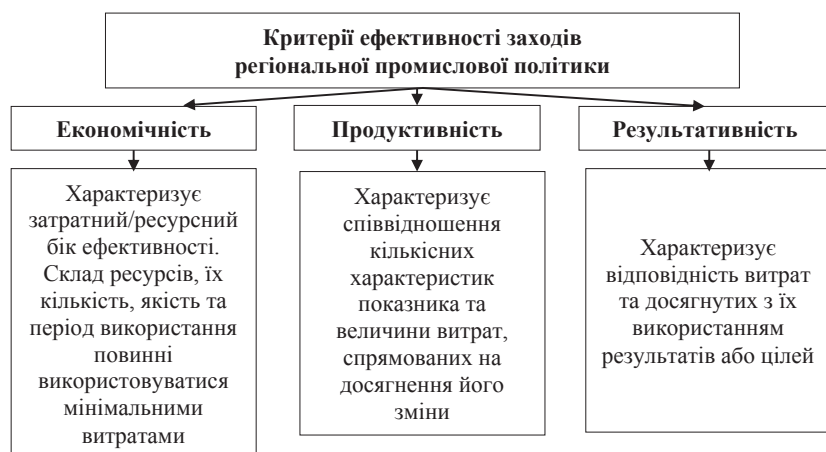 Критерії ефективності заходів
регіональної промислової політики
Економічність
Продуктивність
Результативність
Характеризує
затратний/ресурсний
бік ефективності.
Склад ресурсів, їх
кількість, якість та
період використання
повинні
використовуватися
мінімальними
витратами
Характеризує
співвідношення
кількісних
характеристик
показника та
величини витрат,
спрямованих на
досягнення його
зміни
Характеризує
відповідність витрат
та досягнутих з їх
використанням
результатів або цілей